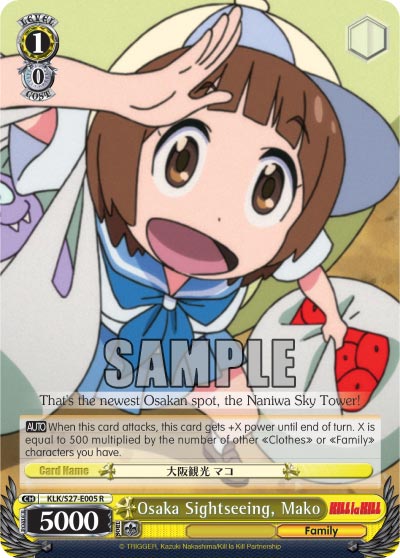 LEVEL
1
0
COST
SAMPLE
That's the newest Osakan spot, the Naniwa Sky Tower!
AUTO When this card attacks, this card gets +X power until end of turn. X is
equal to 500 multiplied by the number of other «Clothes» or «Family»
characters you have.
Card Name 大阪観光 マコ
CH KLK/S27-E005 R
POWER 5000 SOUL Osaka Sightseeing, Mako KILL la KILL
Family
© TRIGGER, Kazuki Nakashima/Kill la Kill Partnership